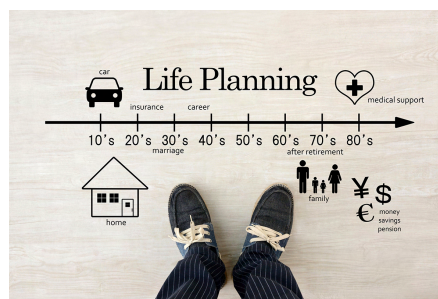 car
Life Planning
insurance
career
medical support
10's 20's 30's 40's 50's 60's 70's 80's
marriage
after retirement
home
family
¥ $
€
money
savings
pension